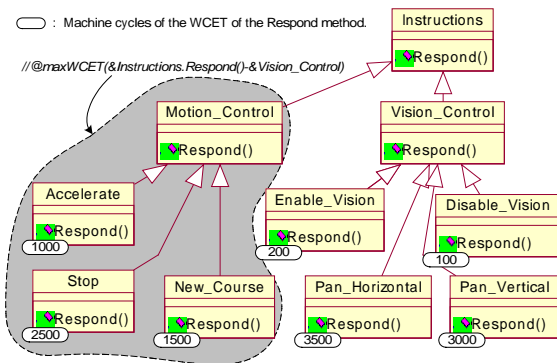 : Machine cycles of the WCET of the Respond method.
//@maxWCET(&Instructions.Respond()-&Vision_Control)
Instructions
Respond()
Motion_Control
Respond()
Vision_Control
Respond()
Accelerate
Respond()
1000
Enable_Vision
Respond()
200
Disable_Vision
Respond()
100
Stop
Respond()
2500
New_Course
Respond()
1500
Pan_Horizontal
Respond()
3500
Pan_Vertical
Respond()
3000